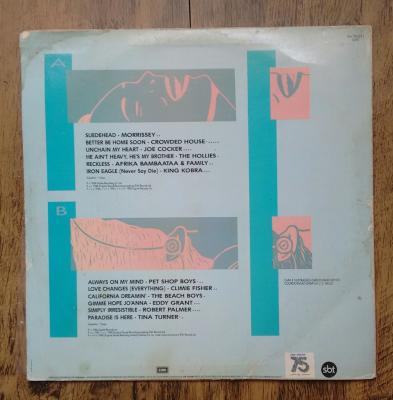 A
SUEDEHEAD - MORRISSEY ..
BETTER BE HOME SOON - CROWDED HOUSE .....
UNCHAIN MY HEART - JOE COCKER ....
HE AIN'T HEAVY, HE'S MY BROTHER - THE HOLLIES
RECKLESS - AFRIKA BAMBAATAA & FAMILY ..
IRON EAGLE (Never Say Die) - KING KOBRA ....
B
ALWAYS ON MY MIND - PET SHOP BOYS ..
LOVE CHANGES (EVERYTHING) - CLIMIE FISHER ..
CALIFORNIA DREAMIN' - THE BEACH BOYS ..
GIMME HOPE JO'ANNA - EDDY GRANT ....
SIMPLY IRRESISTIBLE - ROBERT PALMER ....
PARADISE IS HERE - TINA TURNER ....
EMI
75
sbt